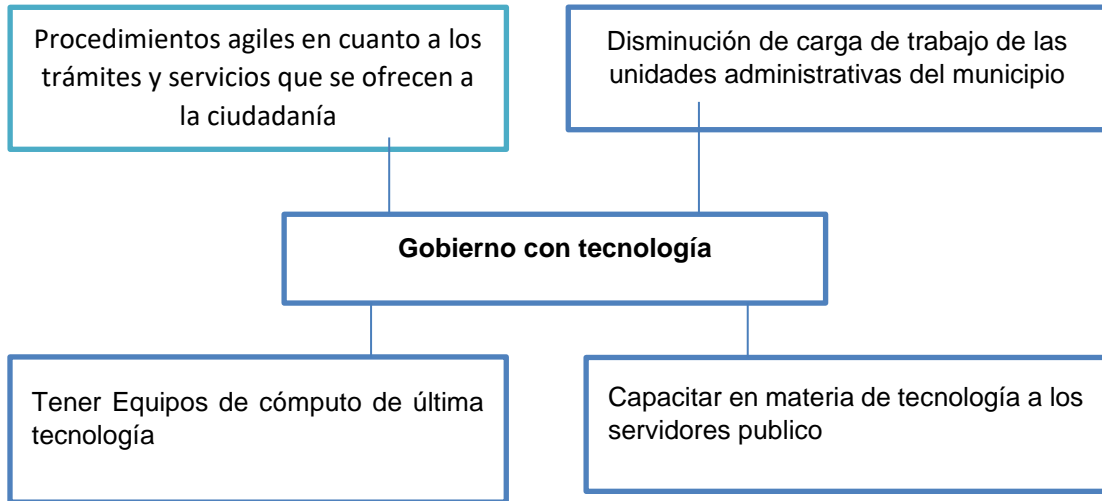 Procedimientos agiles en cuanto a los
trámites y servicios que se ofrecen a
la ciudadanía
Disminución de carga de trabajo de las
unidades administrativas del municipio
Gobierno con tecnología
Tener Equipos de cómputo de última
tecnología
Capacitar en materia de tecnología a los
servidores publico